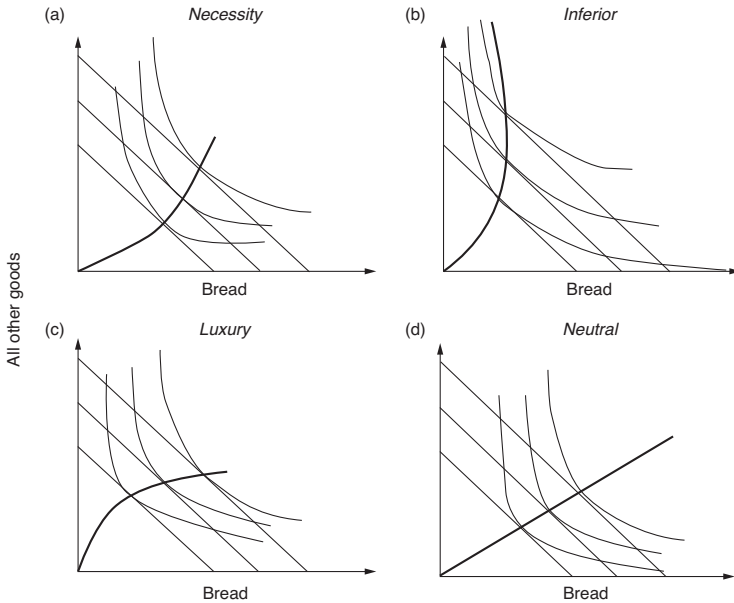 (a)
Necessity
(b)
Inferior
Bread
Bread
All other goods
(c)
Luxury
(d)
Neutral
Bread
Bread